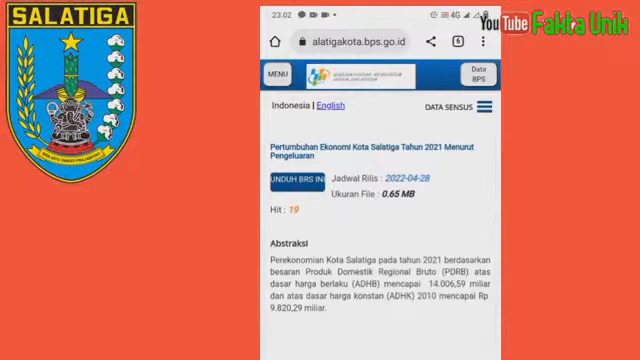 SALATIGA
23.02
4G
YouTube Fakta Unik
alatigakota.bps.go.id
6
MENU
Data
BPS
Indonesia | English
DATA SENSUS
Pertumbuhan Ekonomi Kota Salatiga Tahun 2021 Menurut
Pengeluaran
UNDUH BRS INI
Jadwal Rilis : 2022-04-28
Ukuran File : 0.65 MB
Hit : 19
Abstraksi
Perekonomian Kota Salatiga pada tahun 2021 berdasarkan
besaran Produk Domestik Regional Bruto (PDRB) atas
dasar harga berlaku (ADHB) mencapai 14.006,59 miliar
dan atas dasar harga konstan (ADHK) 2010 mencapai Rp
9.820,29 miliar.